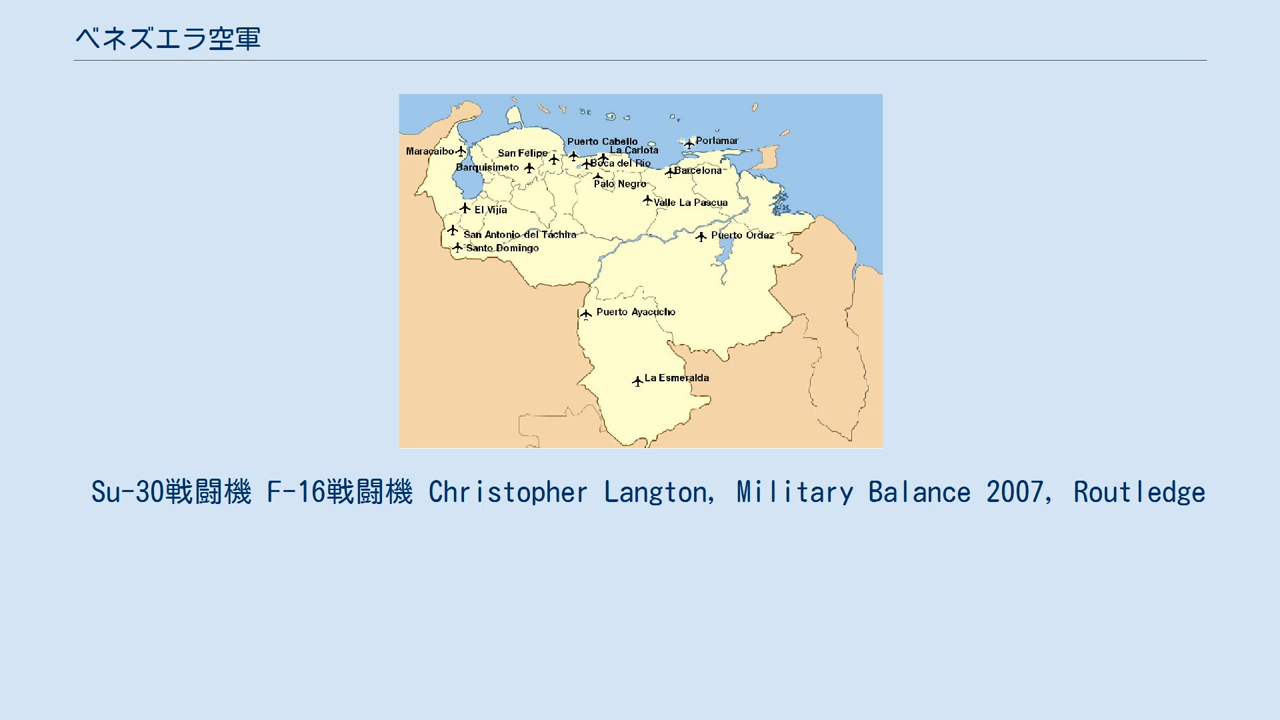 ベネズエラ空軍
Puerto Cabello
Porlamar
Maracaibo
San Felipe
La Carlota
Barquisimeto
Boca del Rio
Barcelona
Palo Negro
Valle La Pascua
El Vijía
San Antonio del Táchira
Puerto Ordaz
Santo Domingo
Puerto Ayacucho
La Esmeralda
Su-30戦闘機 F-16戦闘機 Christopher Langton, Military Balance 2007, Routledge